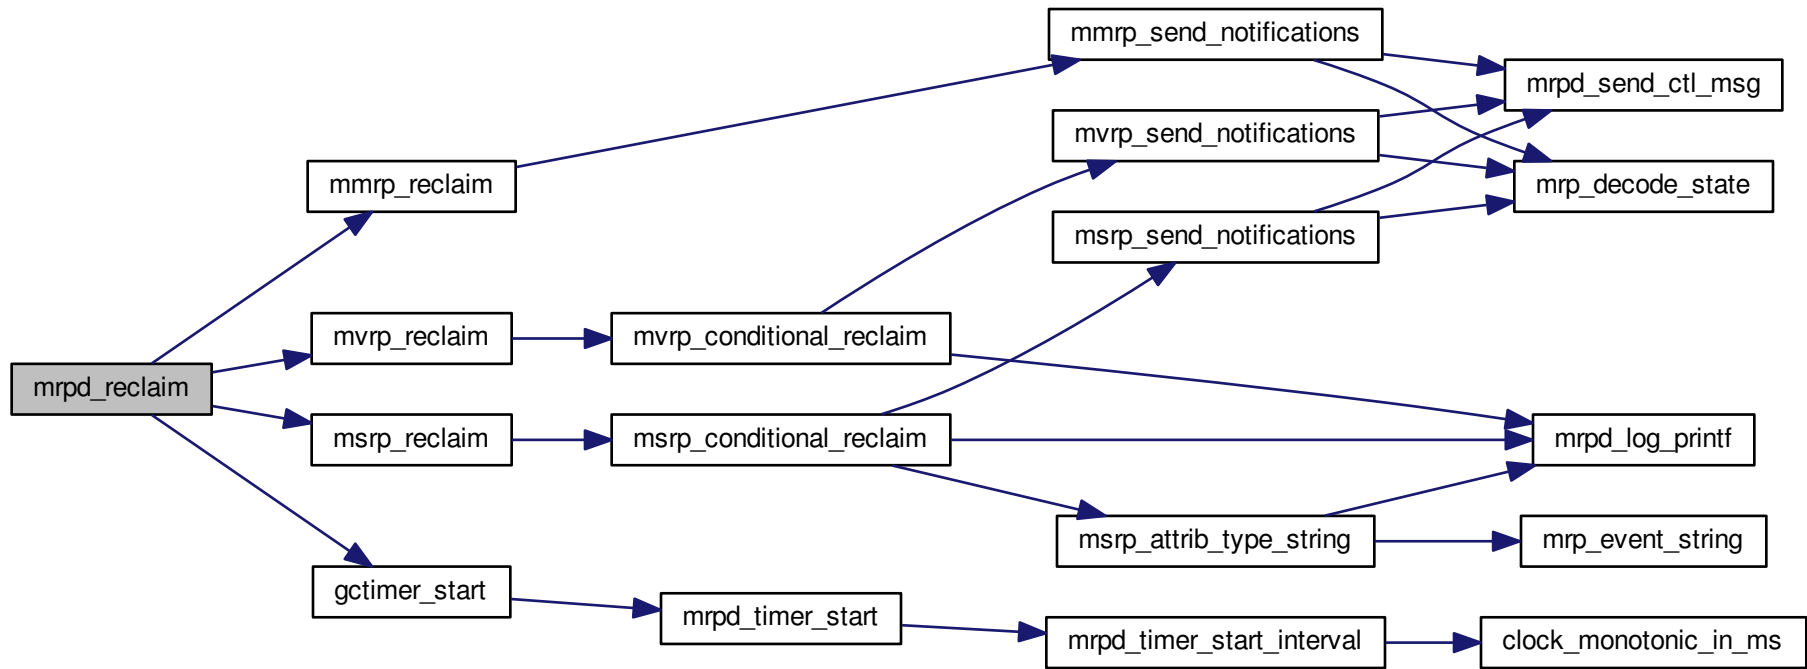 mmrp_send_notifications
mrpd_send_ctl_msg
mvrp_send_notifications
mmrp_reclaim
mrp_decode_state
msrp_send_notifications
mvrp_reclaim
mvrp_conditional_reclaim
mrpd_reclaim
msrp_reclaim
msrp_conditional_reclaim
mrpd_log_printf
msrp_attrib_type_string
mrp_event_string
gctimer_start
mrpd_timer_start
mrpd_timer_start_interval
clock_monotonic_in_ms